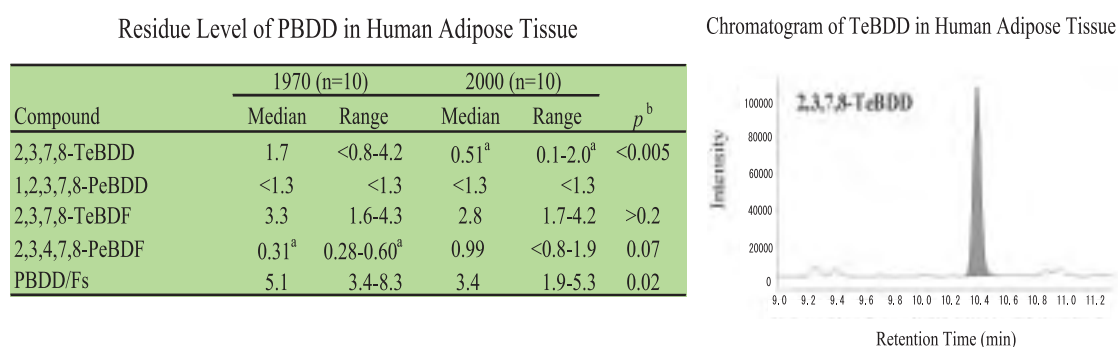 Residue Level of PBDD in Human Adipose Tissue
1970 (n=10) 2000 (n=10)
Compound Median Range Median Range p b
2,3,7,8-TeBDD 1.7 <0.8-4.2 0.51a 0.1-2.0a <0.005
1,2,3,7,8-PeBDD <1.3 <1.3 <1.3 <1.3
2,3,7,8-TeBDF 3.3 1.6-4.3 2.8 1.7-4.2 >0.2
2,3,4,7,8-PeBDF 0.31a 0.28-0.60a 0.99 <0.8-1.9 0.07
PBDD/Fs 5.1 3.4-8.3 3.4 1.9-5.3 0.02
Chromatogram of TeBDD in Human Adipose Tissue
2,3,7,8-TeBDD
Intensity
100000
80000
60000
40000
20000
0
9.0 9.2 9.4 9.6 9.8 10.0 10.2 10.4 10.6 10.8 11.0 11.2
Retention Time (min)